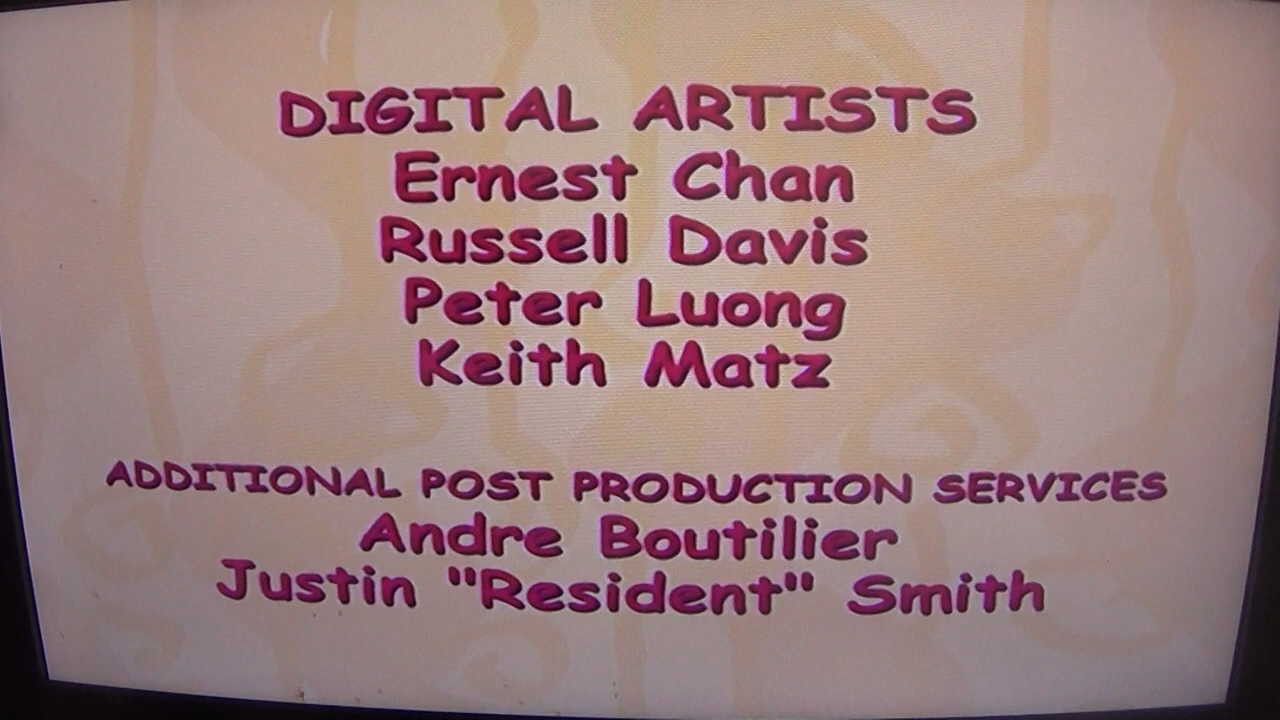 DIGITAL ARTISTS
Ernest Chan
Russell Davis
Peter Luong
Keith Matz
ADDITIONAL POST PRODUCTION SERVICES
Andre Boutilier
Justin "Resident" Smith